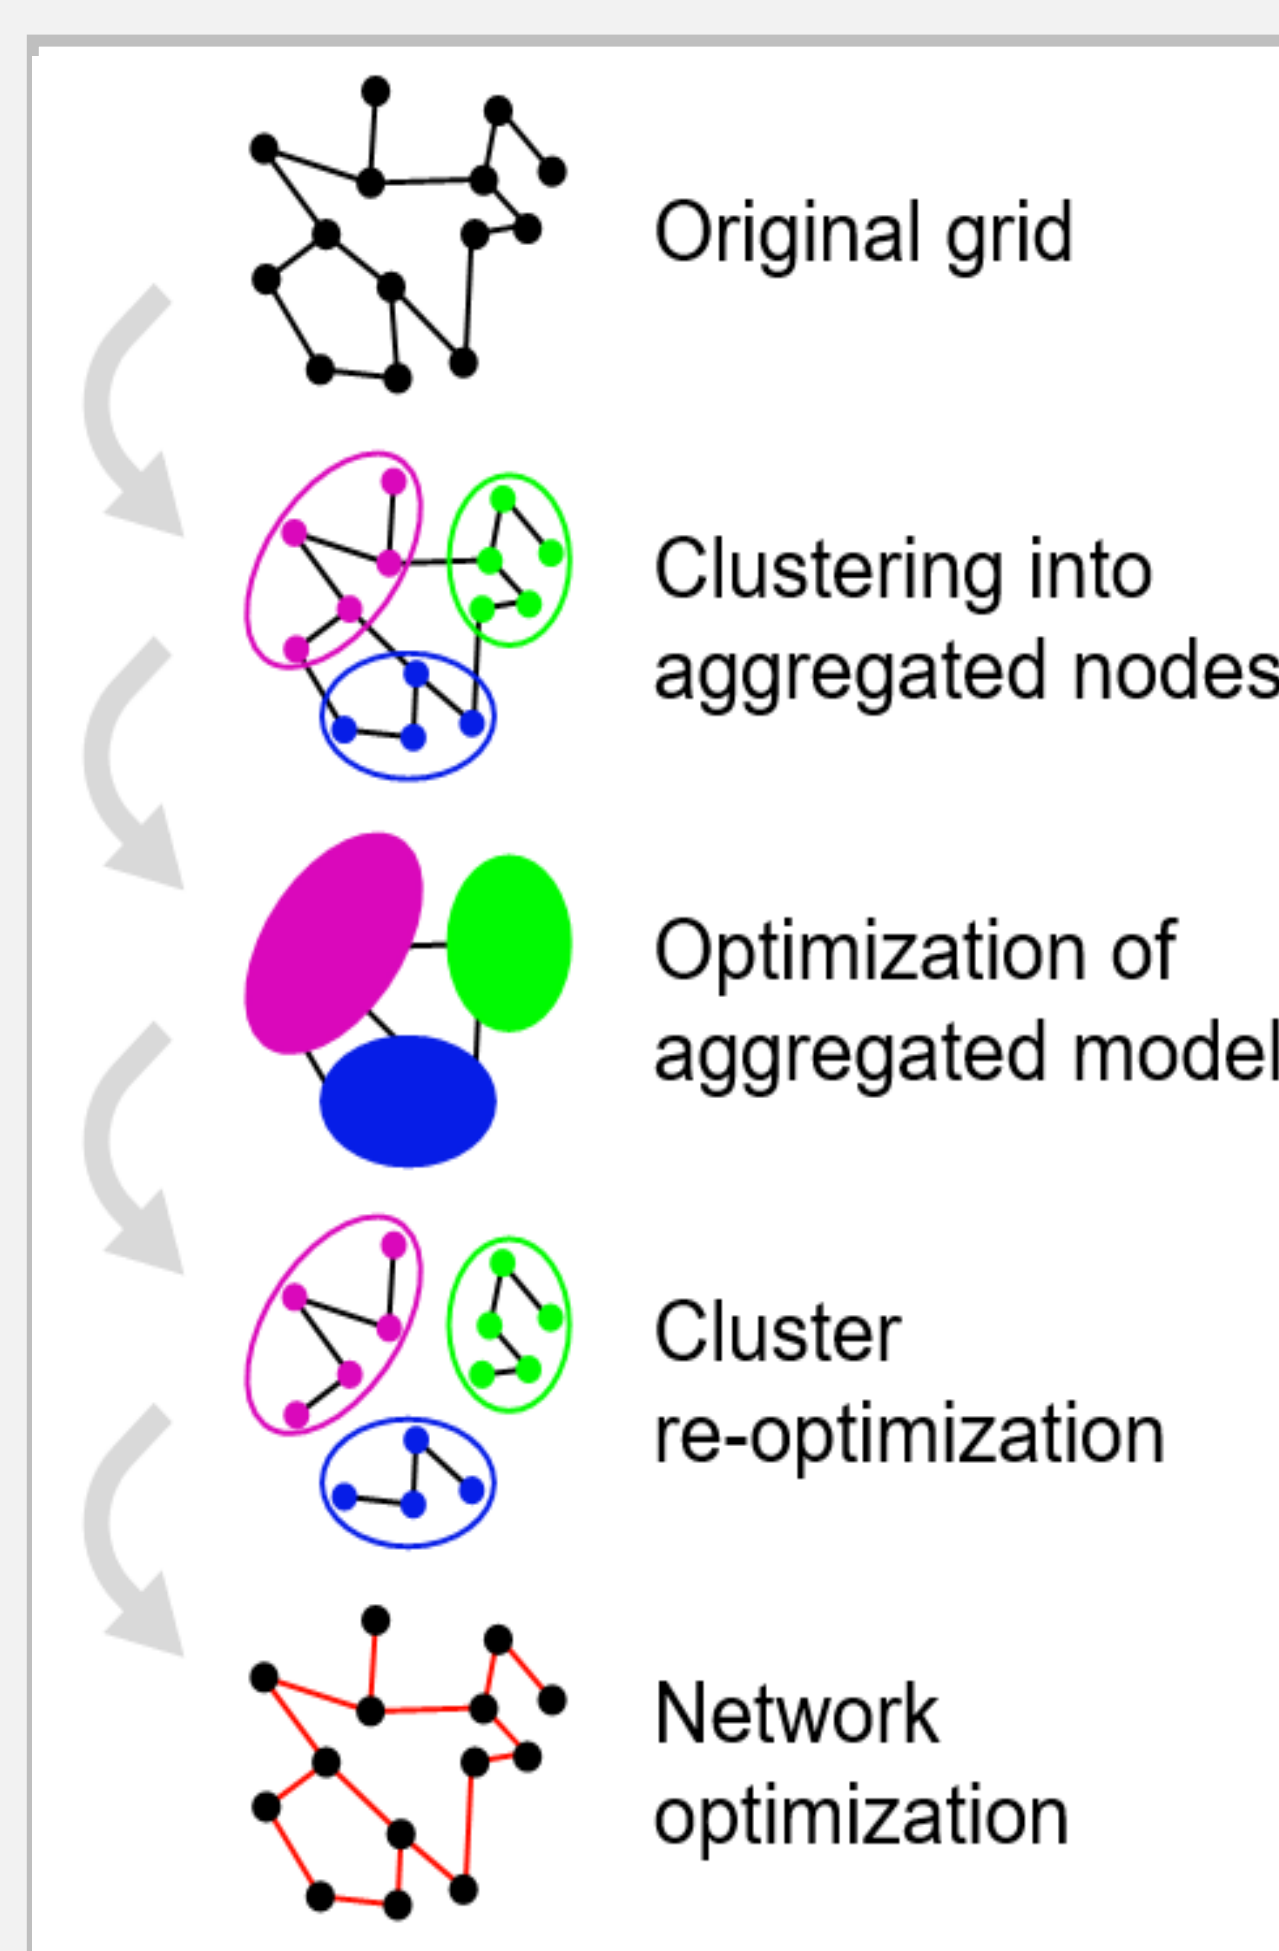 Original grid
Clustering into
aggregated nodes
Optimization of
aggregated model
Cluster
re-optimization
Network
optimization